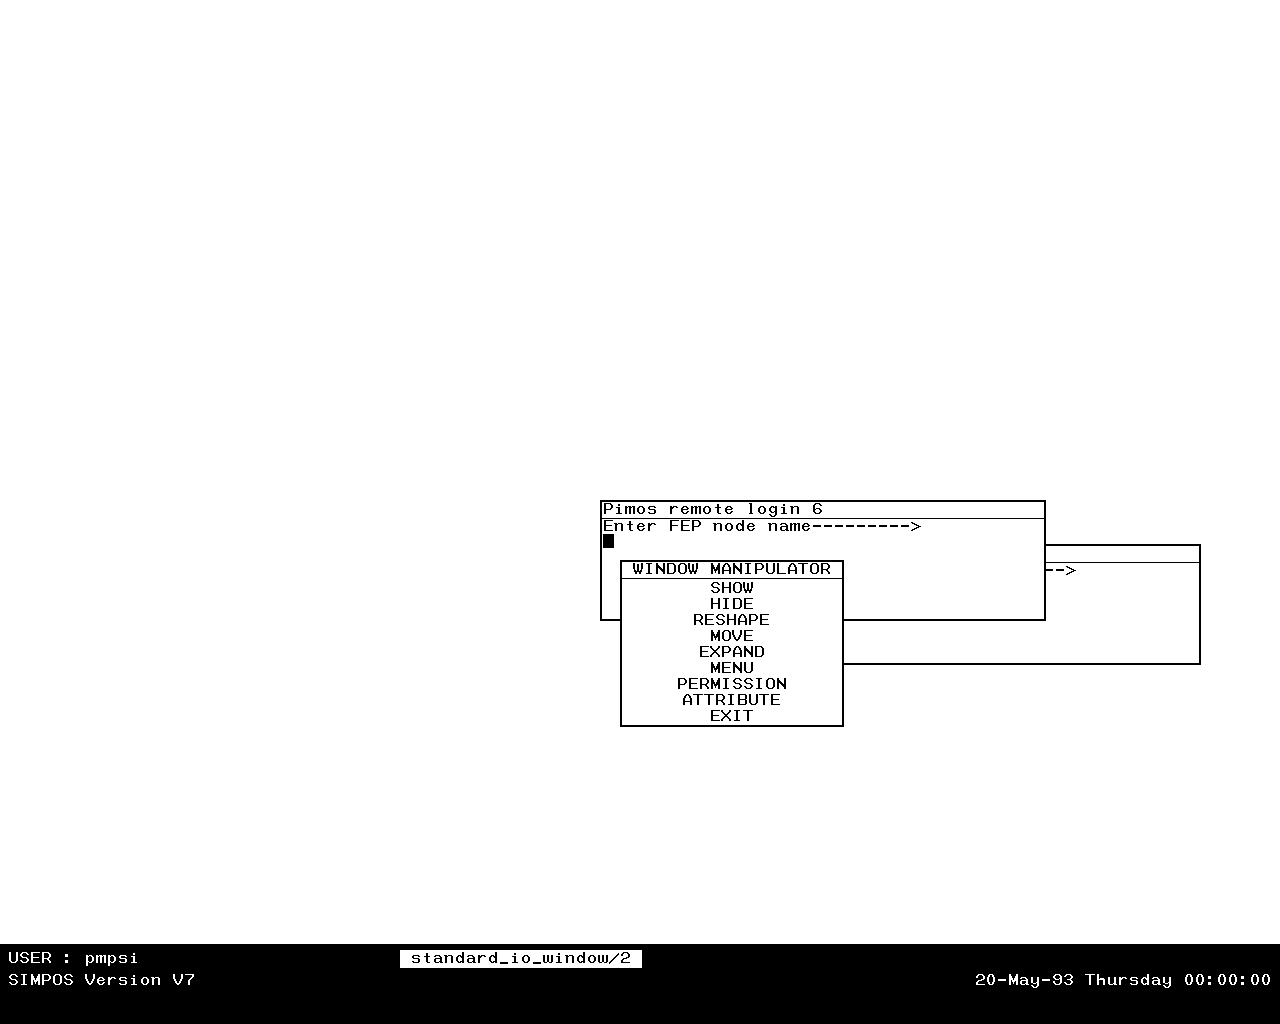 Pimos remote login 6
Enter FEP node name--------->
-->
WINDOW MANIPULATOR
SHOW
HIDE
RESHAPE
MOVE
EXPAND
MENU
PERMISSION
ATTRIBUTE
EXIT
USER : pmpsi
standard_io_window/2
SIMPOS Version V7
20-May-93 Thursday 00:00:00